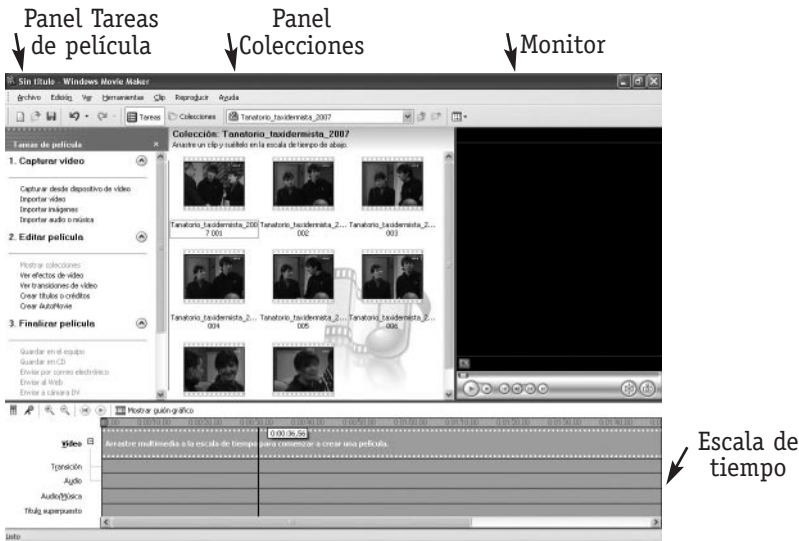 Panel Tareas
de película
Panel
Colecciones
Monitor
Sin título - Windows Movie Maker
Archivo Edición Ver Herramientas Clip Reproducir Ayuda
Tareas Colecciones Tanatorio_taxidermista_2007
Tareas de película
1. Capturar vídeo
Capturar desde dispositivo de vídeo
Importar vídeo
Importar imágenes
Importar audio o música
2. Editar película
Mostrar colecciones
Ver efectos de vídeo
Ver transiciones de vídeo
Crear títulos o créditos
Crear AutoMovie
3. Finalizar película
Guardar en el equipo
Guardar en CD
Enviar por correo electrónico
Enviar al Web
Enviar a cámara DV
Colección: Tanatorio_taxidermista_2007
Arrastre un clip y suéltelo en la escala de tiempo de abajo.
Tanatorio_taxidermista_200
7 001
Tanatorio_taxidermista_2...
002
Tanatorio_taxidermista_2...
003
Tanatorio_taxidermista_2...
004
Tanatorio_taxidermista_2...
005
Tanatorio_taxidermista_2...
006
Mostrar guión gráfico
0:00:36,56
Vídeo
Arrastre multimedia a la escala de tiempo para comenzar a crear una película.
Transición
Audio
Audio/Música
Título superpuesto
Listo
Escala de
tiempo